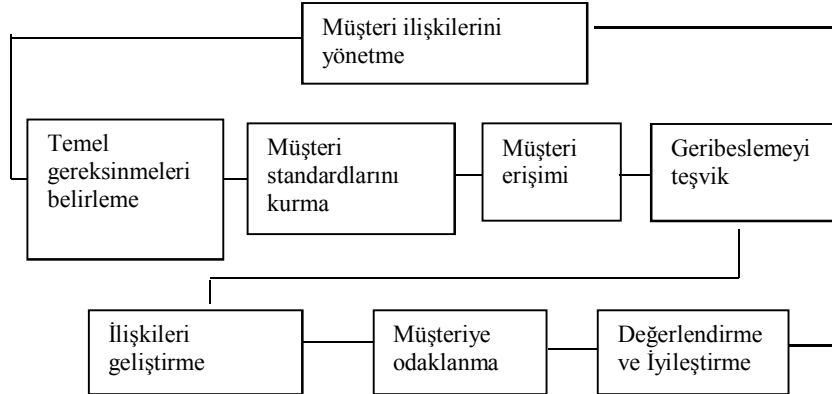 Müşteri ilişkilerini
yönetme
Temel
gereksinmeleri
belirleme
Müşteri
standardlarını
kurma
Müşteri
erişimi
Geribeslemeyi
teşvik
İlişkileri
geliştirme
Müşteriye
odaklanma
Değerlendirme
ve İyileştirme